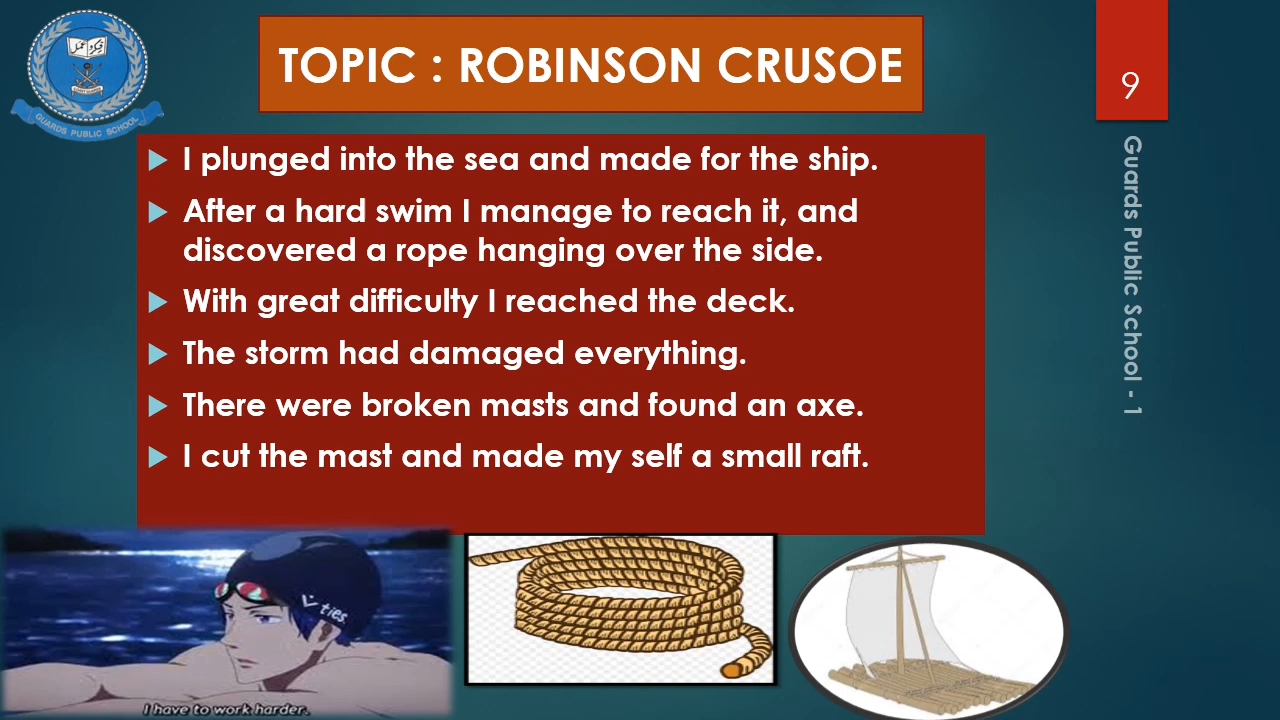 TOPIC : ROBINSON CRUSOE
9
GUARDS PUBLIC SCHOOL
I plunged into the sea and made for the ship.
After a hard swim I manage to reach it, and
discovered a rope hanging over the side.
With great difficulty I reached the deck.
The storm had damaged everything.
There were broken masts and found an axe.
I cut the mast and made my self a small raft.
Guards Public School - 1
ties
I have to work harder.